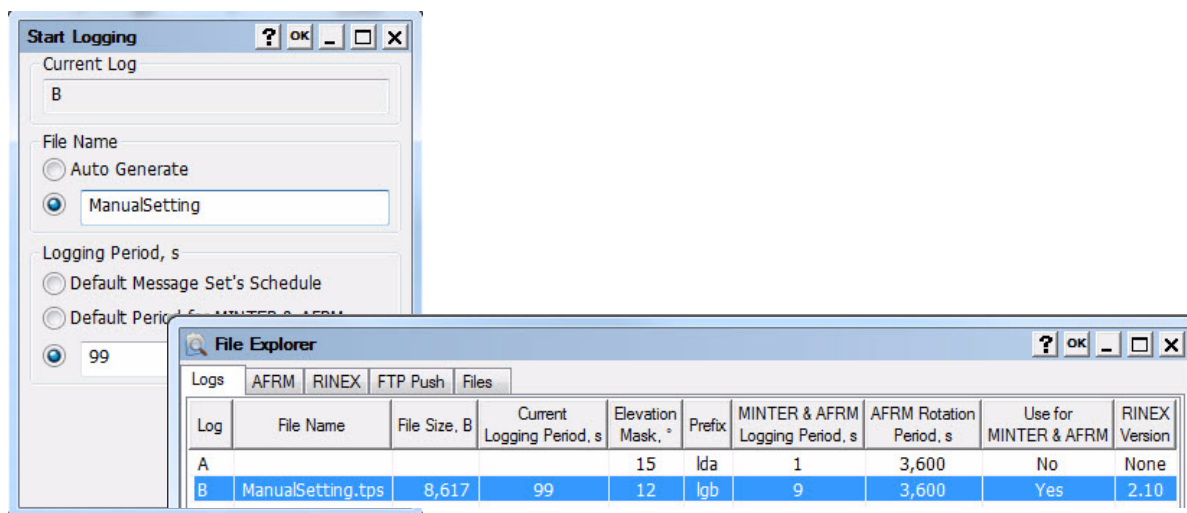 Start Logging
? OK
Current Log
B
File Name
Auto Generate
ManualSetting
Logging Period, s
Default Message Set's Schedule
Default
99
File Explorer
? OK
Logs AFRM RINEX FTP Push Files
Log File Name File Size, B Current Logging Period, s Elevation Mask, ° Prefix MINTER & AFRM Logging Period, s AFRM Rotation Period, s Use for MINTER & AFRM RINEX Version
A 15 lda 1 3,600 No None
B ManualSetting.tps 8,617 99 12 lgb 9 3,600 Yes 2.10